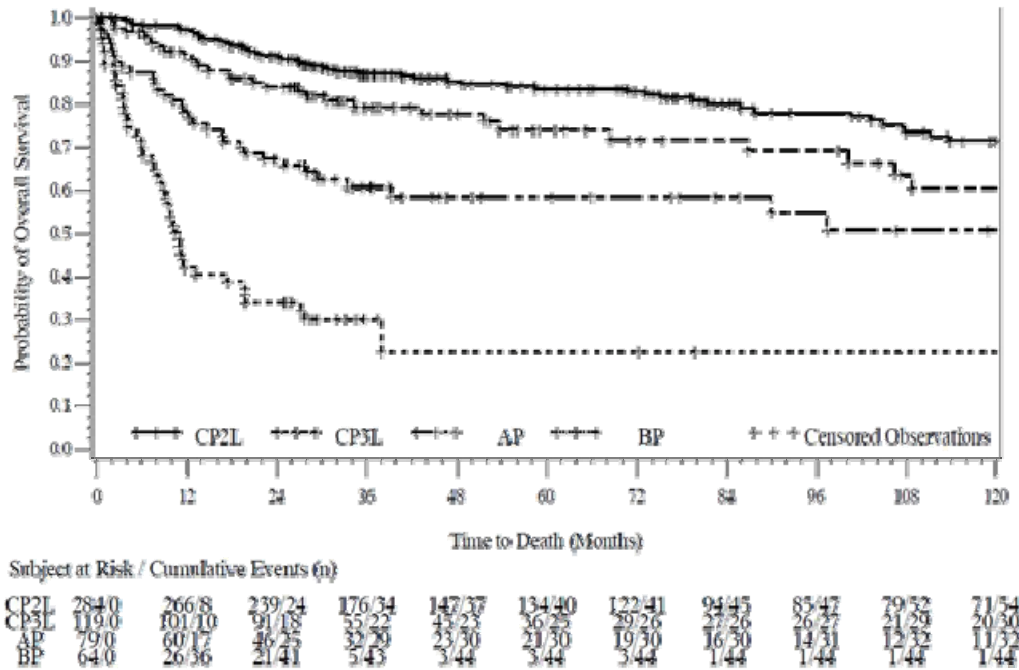 Probability of Overall Survival
1.0
0.9
0.8
0.7
0.6
0.5
0.4
0.3
0.2
0.1
0.0
CP2L CP3L AP BP Censored Observations
0 12 24 36 48 60 72 84 96 108 120
Time to Death (Months)
Subject at Risk / Cumulative Events (n)
CP2L 284/0 266/8 239/24 176/34 147/37 134/40 122/41 94/45 85/47 79/52 71/54
CP3L 119/0 101/10 91/18 55/22 45/23 36/25 29/26 27/26 26/27 21/29 20/30
AP 79/0 60/17 46/25 32/29 23/30 21/30 19/30 16/30 14/31 12/32 11/32
BP 64/0 26/36 21/41 5/43 3/44 3/44 3/44 1/44 1/44 1/44 1/44